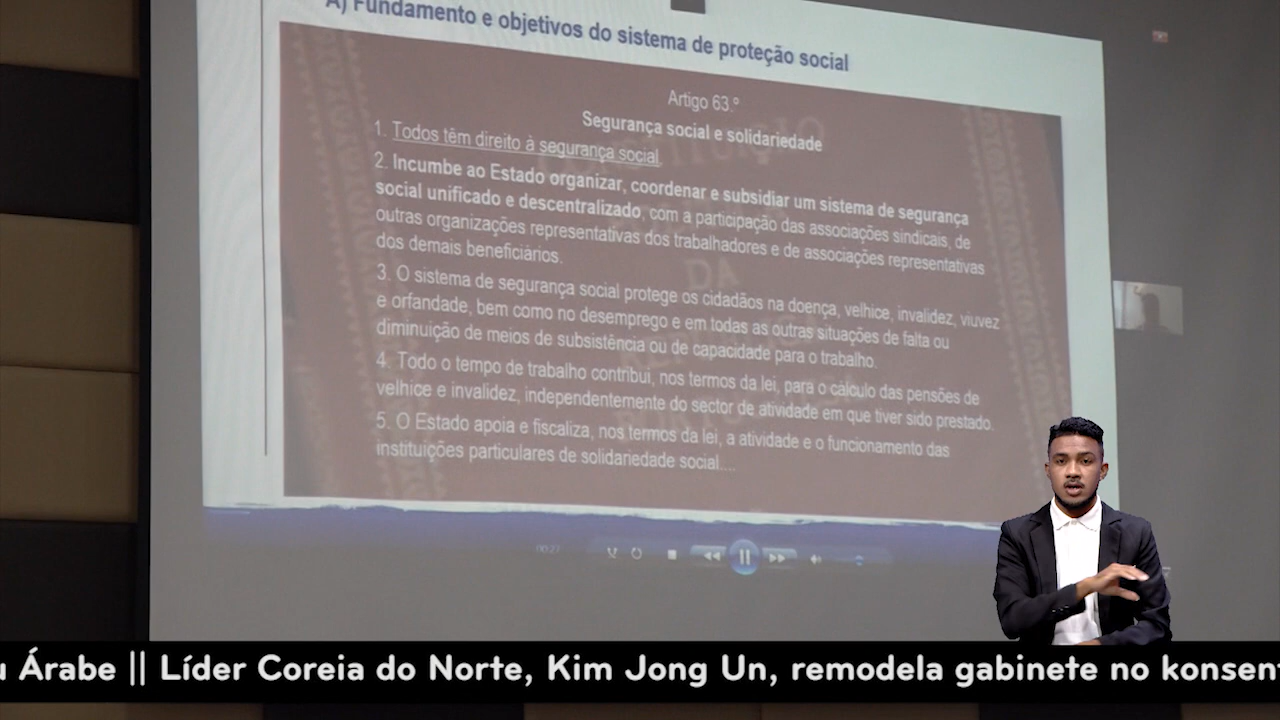 A) Fundamento e objetivos do sistema de proteção social
Artigo 63.º
Segurança social e solidariedade
1. Todos têm direito à segurança social.
2. Incumbe ao Estado organizar, coordenar e subsidiar um sistema de segurança
social unificado e descentralizado, com a participação das associações sindicais, de
outras organizações representativas dos trabalhadores e de associações representativas
dos demais beneficiários.
3. O sistema de segurança social protege os cidadãos na doença, velhice, invalidez, viuvez
e orfandade, bem como no desemprego e em todas as outras situações de falta ou
diminuição de meios de subsistência ou de capacidade para o trabalho.
4. Todo o tempo de trabalho contribui, nos termos da lei, para o cálculo das pensões de
velhice e invalidez, independentemente do sector de atividade em que tiver sido prestado.
5. O Estado apoia e fiscaliza, nos termos da lei, a atividade e o funcionamento das
instituições particulares de solidariedade social....
00:27
Árabe || Líder Coreia do Norte, Kim Jong Un, remodela gabinete no